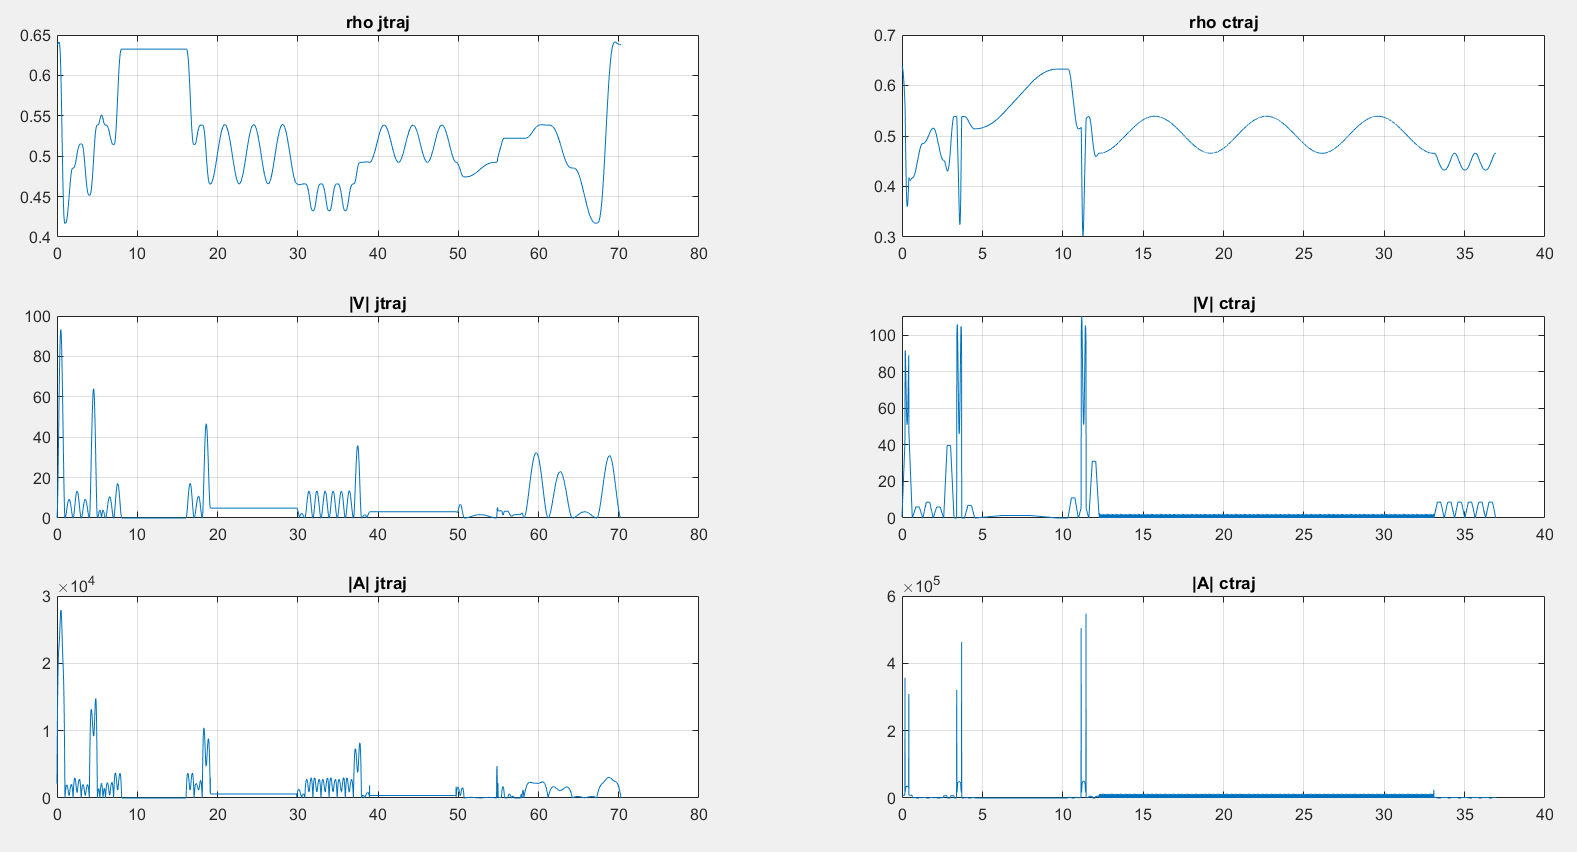 rho jtraj
0.65
0.6
0.55
0.5
0.45
0.4
0 10 20 30 40 50 60 70 80
rho ctraj
0.7
0.6
0.5
0.4
0.3
0 5 10 15 20 25 30 35 40
|V| jtraj
100
80
60
40
20
0
0 10 20 30 40 50 60 70 80
|V| ctraj
100
80
60
40
20
0
0 5 10 15 20 25 30 35 40
|A| jtraj
×10^4
3
2
1
0
0 10 20 30 40 50 60 70 80
|A| ctraj
×10^5
6
4
2
0
0 5 10 15 20 25 30 35 40